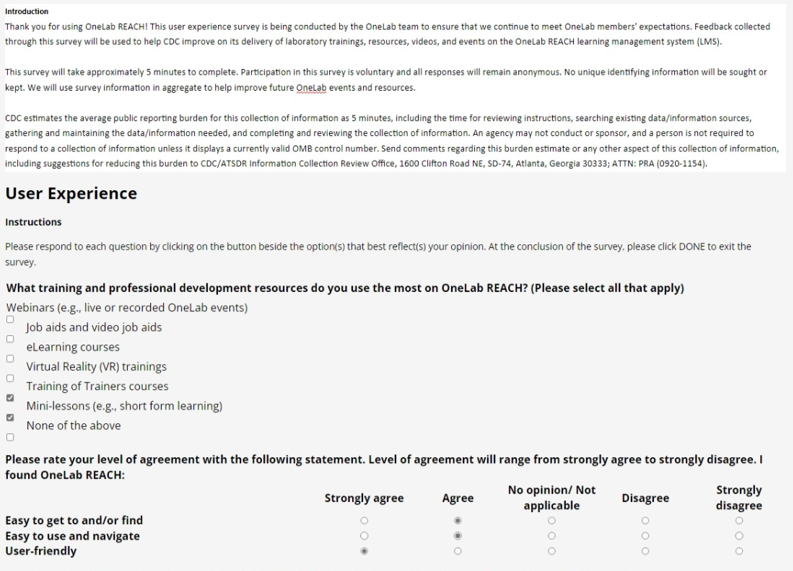 Introduction
Thank you for using OneLab REACH! This user experience survey is being conducted by the OneLab team to ensure that we continue to meet OneLab members' expectations. Feedback collected
through this survey will be used to help CDC improve on its delivery of laboratory trainings, resources, videos, and events on the OneLab REACH learning management system (LMS).
This survey will take approximately 5 minutes to complete. Participation in this survey is voluntary and all responses will remain anonymous. No unique identifying information will be sought or
kept. We will use survey information in aggregate to help improve future OneLab events and resources.
CDC estimates the average public reporting burden for this collection of information as 5 minutes, including the time for reviewing instructions, searching existing data/information sources,
gathering and maintaining the data/information needed, and completing and reviewing the collection of information. An agency may not conduct or sponsor, and a person is not required to
respond to a collection of information unless it displays a currently valid OMB control number. Send comments regarding this burden estimate or any other aspect of this collection of information,
including suggestions for reducing this burden to CDC/ATSDR Information Collection Review Office, 1600 Clifton Road NE, SD-74, Atlanta, Georgia 30333; ATTN: PRA (0920-1154).
User Experience
Instructions
Please respond to each question by clicking on the button beside the option(s) that best reflect(s) your opinion. At the conclusion of the survey, please click DONE to exit the
survey.
What training and professional development resources do you use the most on OneLab REACH? (Please select all that apply)
Webinars (e.g., live or recorded OneLab events)
Job aids and video job aids
eLearning courses
Virtual Reality (VR) trainings
Training of Trainers courses
Mini-lessons (e.g., short form learning)
None of the above
Please rate your level of agreement with the following statement. Level of agreement will range from strongly agree to strongly disagree. I
found OneLab REACH:
Strongly agree Agree No opinion/ Not applicable Disagree Strongly disagree
Easy to get to and/or find
Easy to use and navigate
User-friendly